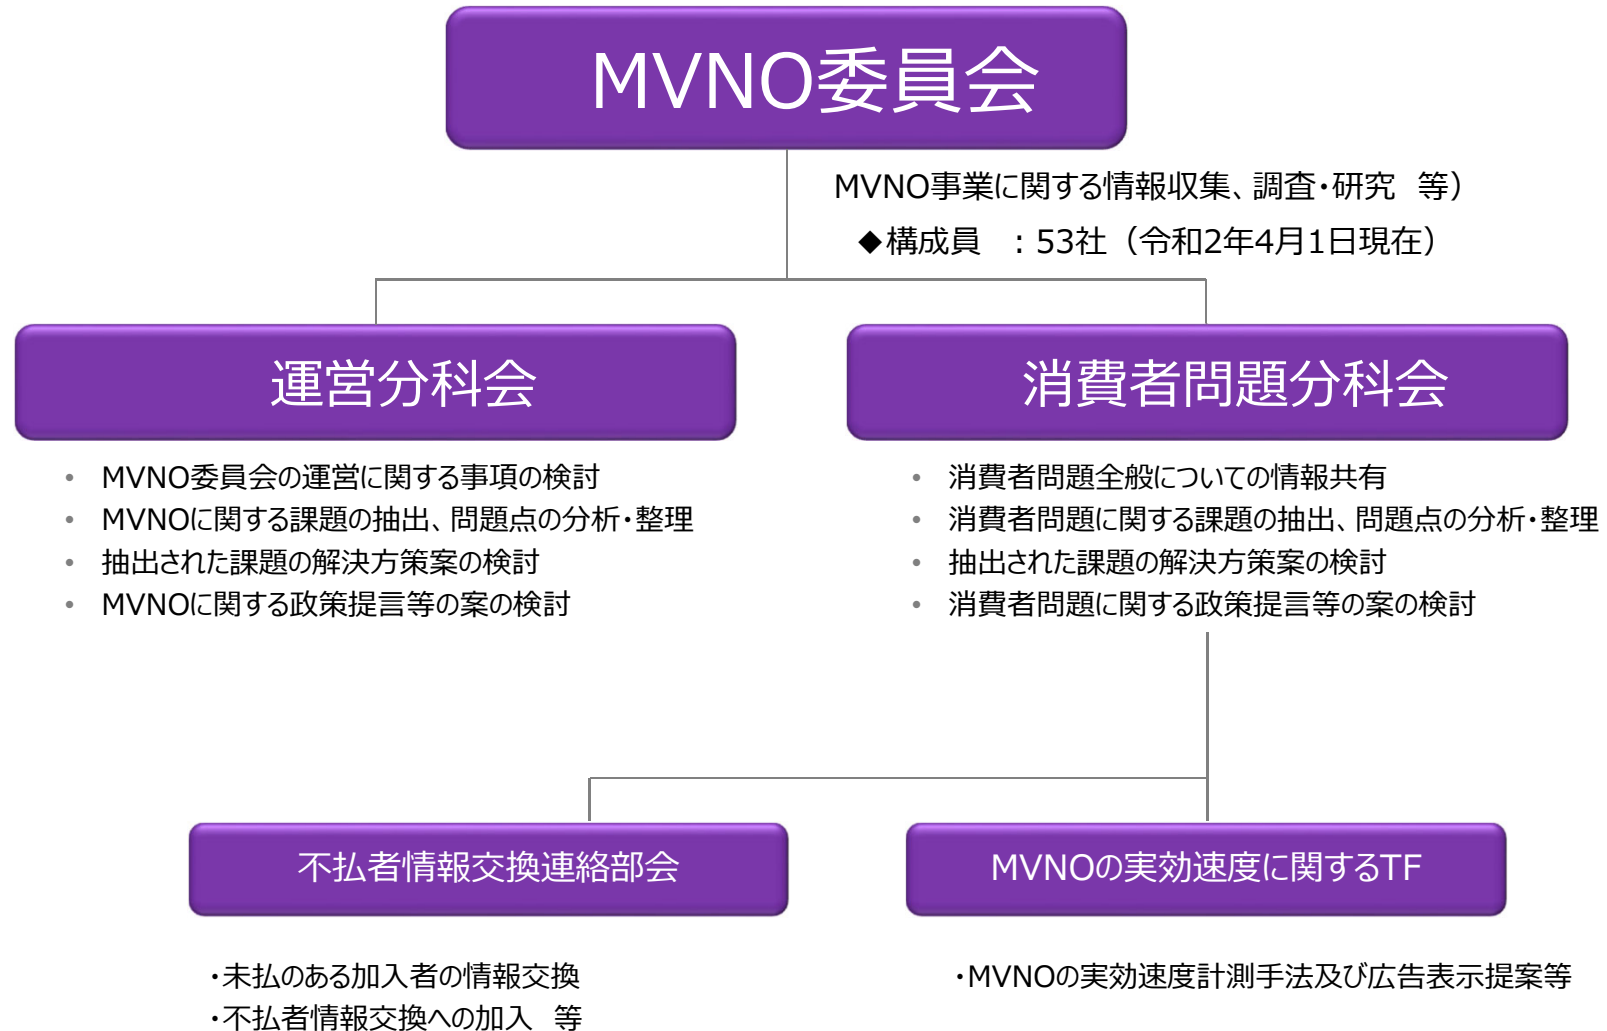 MVNO委員会
MVNO事業に関する情報収集、調査・研究　等）
◆構成員　：53社（令和2年4月1日現在）
運営分科会
消費者問題分科会
• MVNO委員会の運営に関する事項の検討
• MVNOに関する課題の抽出、問題点の分析・整理
• 抽出された課題の解決方策案の検討
• MVNOに関する政策提言等の案の検討
• 消費者問題全般についての情報共有
• 消費者問題に関する課題の抽出、問題点の分析・整理
• 抽出された課題の解決方策案の検討
• 消費者問題に関する政策提言等の案の検討
不払者情報交換連絡部会
MVNOの実効速度に関するTF
・未払のある加入者の情報交換
・不払者情報交換への加入　等
・MVNOの実効速度計測手法及び広告表示提案等